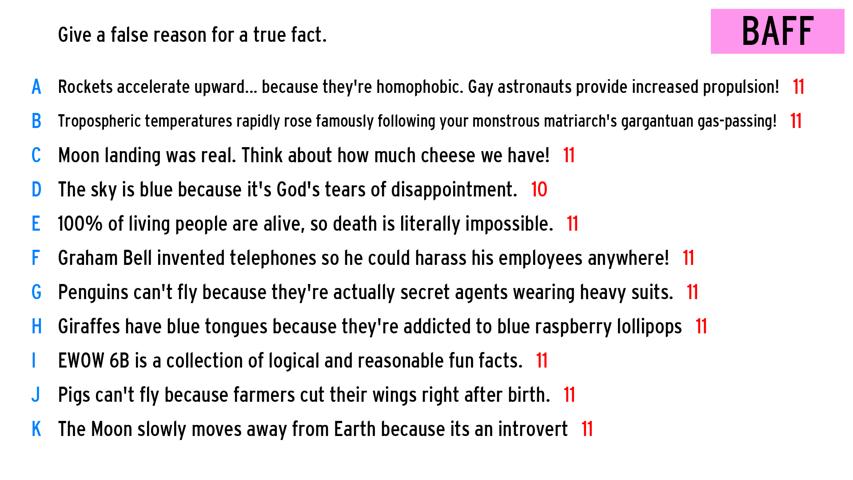 Give a false reason for a true fact.
BAFF
A Rockets accelerate upward... because they're homophobic. Gay astronauts provide increased propulsion! 11
B Tropospheric temperatures rapidly rose famously following your monstrous matriarch's gargantuan gas-passing! 11
C Moon landing was real. Think about how much cheese we have! 11
D The sky is blue because it's God's tears of disappointment. 10
E 100% of living people are alive, so death is literally impossible. 11
F Graham Bell invented telephones so he could harass his employees anywhere! 11
G Penguins can't fly because they're actually secret agents wearing heavy suits. 11
H Giraffes have blue tongues because they're addicted to blue raspberry lollipops 11
I EWOW 6B is a collection of logical and reasonable fun facts. 11
J Pigs can't fly because farmers cut their wings right after birth. 11
K The Moon slowly moves away from Earth because its an introvert 11